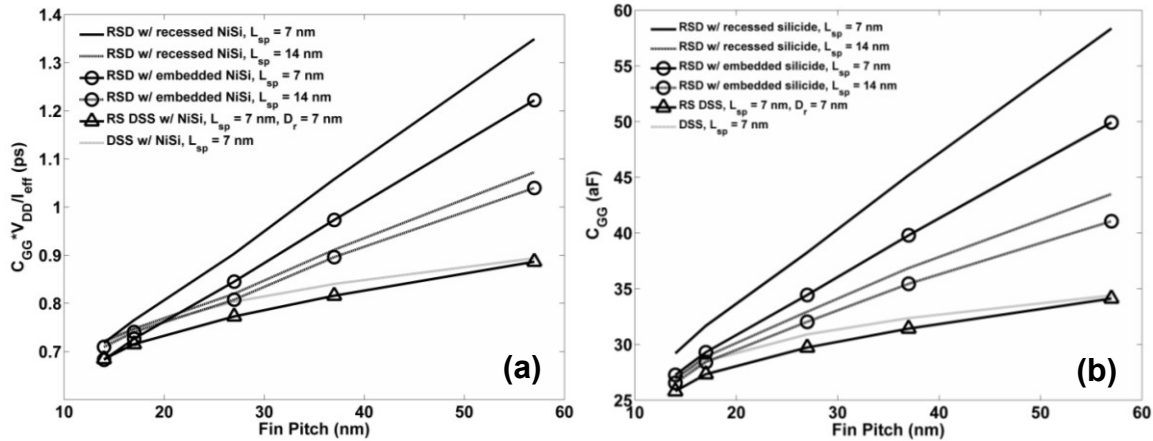 1.4
1.3
1.2
1.1
1
0.9
0.8
0.7
C_GG*V_DD/I_eff (ps)
RSD w/ recessed NiSi, L_sp = 7 nm
RSD w/ recessed NiSi, L_sp = 14 nm
RSD w/ embedded NiSi, L_sp = 7 nm
RSD w/ embedded NiSi, L_sp = 14 nm
RS DSS w/ NiSi, L_sp = 7 nm, D_r = 7 nm
DSS w/ NiSi, L_sp = 7 nm
(a)
10 20 30 40 50 60
Fin Pitch (nm)
60
55
50
45
40
35
30
25
C_GG (aF)
RSD w/ recessed silicide, L_sp = 7 nm
RSD w/ recessed silicide, L_sp = 14 nm
RSD w/ embedded silicide, L_sp = 7 nm
RSD w/ embedded silicide, L_sp = 14 nm
RS DSS, L_sp = 7 nm, D_r = 7 nm
DSS, L_sp = 7 nm
(b)
10 20 30 40 50 60
Fin Pitch (nm)